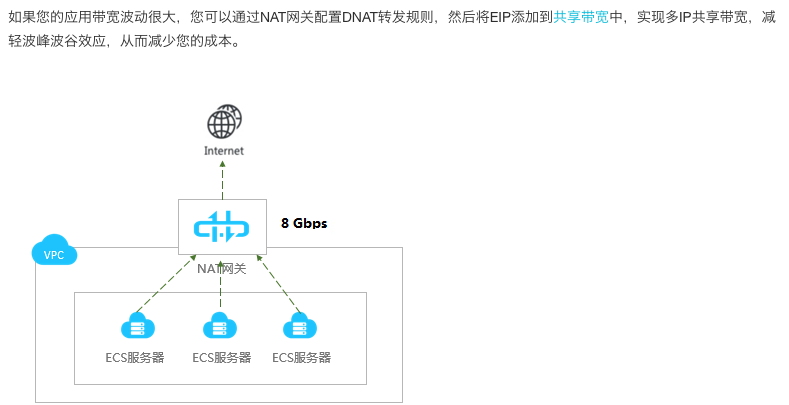 如果您的应用带宽波动很大，您可以通过NAT网关配置DNAT转发规则，然后将EIP添加到共享带宽中，实现多IP共享带宽，减
轻波峰波谷效应，从而减少您的成本。
Internet
8 Gbps
VPC
NAT网关
ECS服务器 ECS服务器 ECS服务器